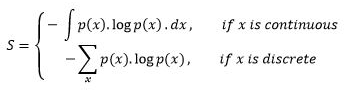 S = { − ∫ p(x). log p(x) . dx ,    if x is continuous
− ∑ₓ p(x). log p(x) ,    if x is discrete